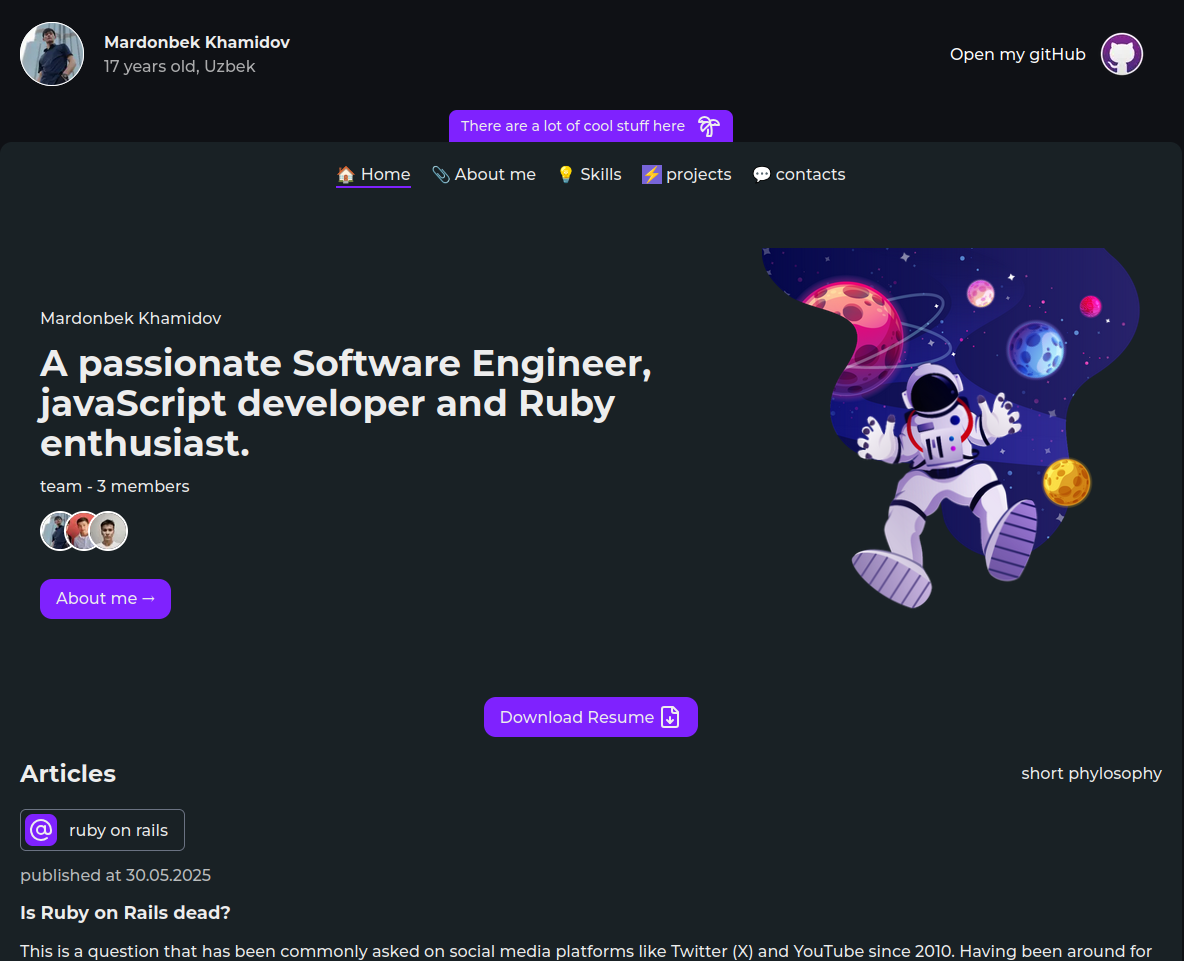 Mardonbek Khamidov
17 years old, Uzbek
Open my gitHub
There are a lot of cool stuff here
Home
About me
Skills
projects
contacts
Mardonbek Khamidov
A passionate Software Engineer,
javaScript developer and Ruby
enthusiast.
team - 3 members
About me →
Download Resume
Articles
short phylosophy
@ ruby on rails
published at 30.05.2025
Is Ruby on Rails dead?
This is a question that has been commonly asked on social media platforms like Twitter (X) and YouTube since 2010. Having been around for